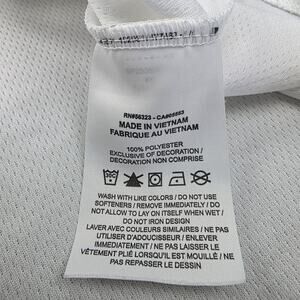 RN#56323 - CA#05553
MADE IN VIETNAM
FABRIQUE AU VIETNAM
100% POLYESTER
EXCLUSIVE OF DECORATION /
DECORATION NON COMPRISE
WASH WITH LIKE COLORS / DO NOT USE
SOFTENERS / REMOVE IMMEDIATELY / DO
NOT ALLOW TO LAY ON ITSELF WHEN WET /
DO NOT IRON DESIGN
LAVER AVEC COULEURS SIMILAIRES / NE PAS
UTILISER D'ADOUCISSEUR / ENLEVER
IMMEDIATEMENT / NE PAS LAISSER LE
VÊTEMENT PLIÉ LORSQU'IL EST MOUILLÉ / NE
PAS REPASSER LE DESSIN